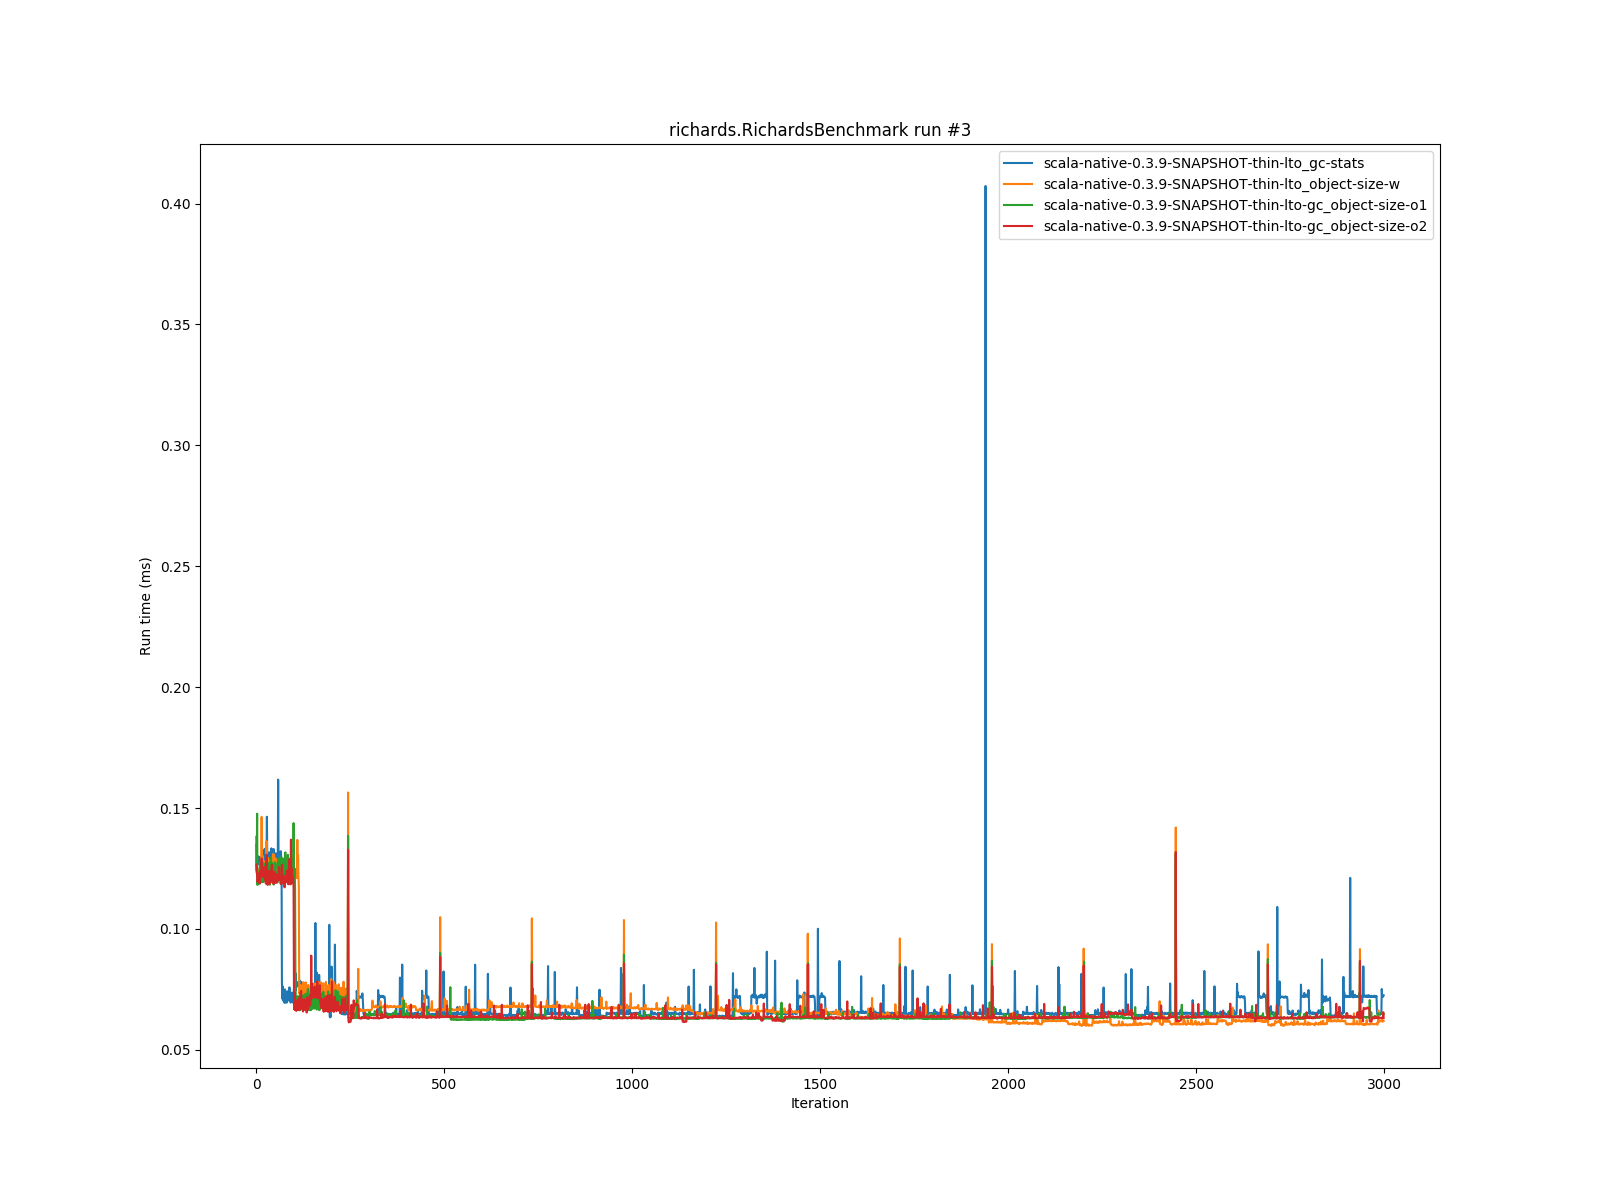 richards.RichardsBenchmark run #3
scala-native-0.3.9-SNAPSHOT-thin-lto_gc-stats
scala-native-0.3.9-SNAPSHOT-thin-lto_object-size-w
scala-native-0.3.9-SNAPSHOT-thin-lto-gc_object-size-o1
scala-native-0.3.9-SNAPSHOT-thin-lto-gc_object-size-o2
0.40
0.35
0.30
0.25
0.20
0.15
0.10
0.05
Run time (ms)
0 500 1000 1500 2000 2500 3000
Iteration